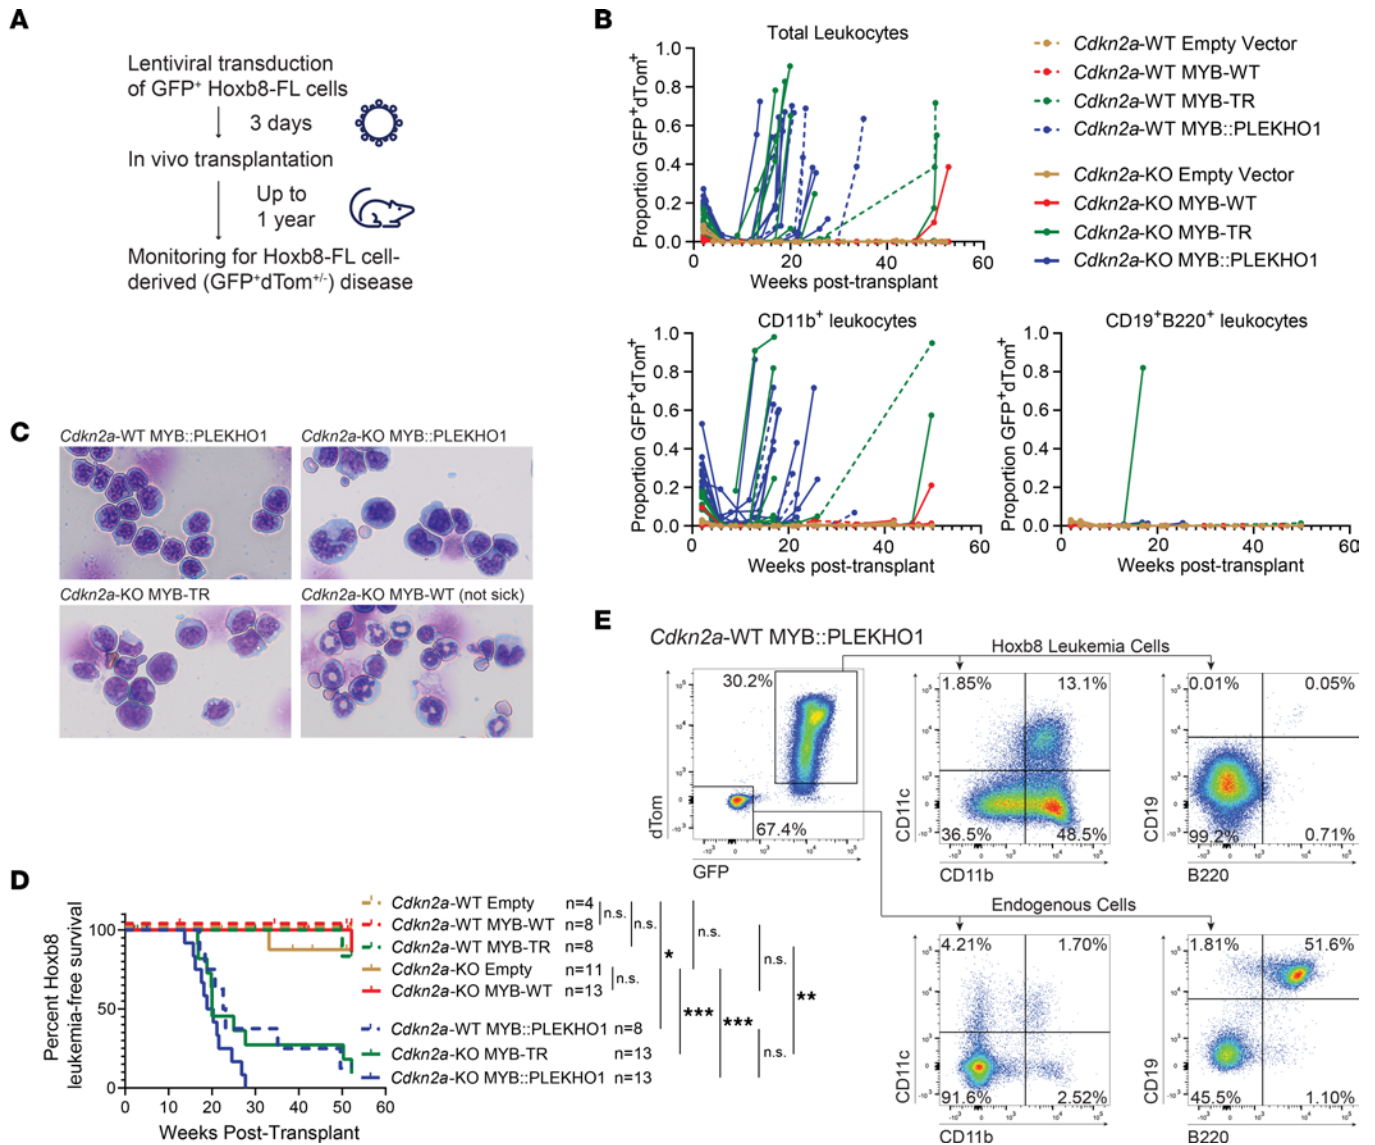 A
Lentiviral transduction
of GFP⁺ Hoxb8-FL cells
3 days
In vivo transplantation
Up to
1 year
Monitoring for Hoxb8-FL cell-
derived (GFP⁺dTom⁺/⁻) disease
B
Total Leukocytes
Proportion GFP⁺dTom⁺
1.0
0.8
0.6
0.4
0.2
0.0
0 20 40 60
Weeks post-transplant
Cdkn2a-WT Empty Vector
Cdkn2a-WT MYB-WT
Cdkn2a-WT MYB-TR
Cdkn2a-WT MYB::PLEKHO1
Cdkn2a-KO Empty Vector
Cdkn2a-KO MYB-WT
Cdkn2a-KO MYB-TR
Cdkn2a-KO MYB::PLEKHO1
CD11b⁺ leukocytes
Proportion GFP⁺dTom⁺
1.0
0.8
0.6
0.4
0.2
0.0
0 20 40 60
Weeks post-transplant
CD19⁺B220⁺ leukocytes
Proportion GFP⁺dTom⁺
1.0
0.8
0.6
0.4
0.2
0.0
0 20 40 60
Weeks post-transplant
C
Cdkn2a-WT MYB::PLEKHO1
Cdkn2a-KO MYB::PLEKHO1
Cdkn2a-KO MYB-TR
Cdkn2a-KO MYB-WT (not sick)
D
Percent Hoxb8
leukemia-free survival
100
50
0
0 10 20 30 40 50 60
Weeks Post-Transplant
Cdkn2a-WT Empty n=4
Cdkn2a-WT MYB-WT n=8
Cdkn2a-WT MYB-TR n=8
Cdkn2a-KO Empty n=11
Cdkn2a-KO MYB-WT n=13
Cdkn2a-WT MYB::PLEKHO1 n=8
Cdkn2a-KO MYB-TR n=13
Cdkn2a-KO MYB::PLEKHO1 n=13
n.s.
n.s.
n.s.
*
n.s.
***
***
n.s.
n.s.
**
E
Cdkn2a-WT MYB::PLEKHO1
Hoxb8 Leukemia Cells
30.2%
67.4%
dTom
GFP
1.85% 13.1%
36.5% 48.5%
CD11c
CD11b
0.01% 0.05%
99.2% 0.71%
CD19
B220
Endogenous Cells
4.21% 1.70%
91.6% 2.52%
CD11c
CD11b
1.81% 51.6%
45.5% 1.10%
CD19
B220